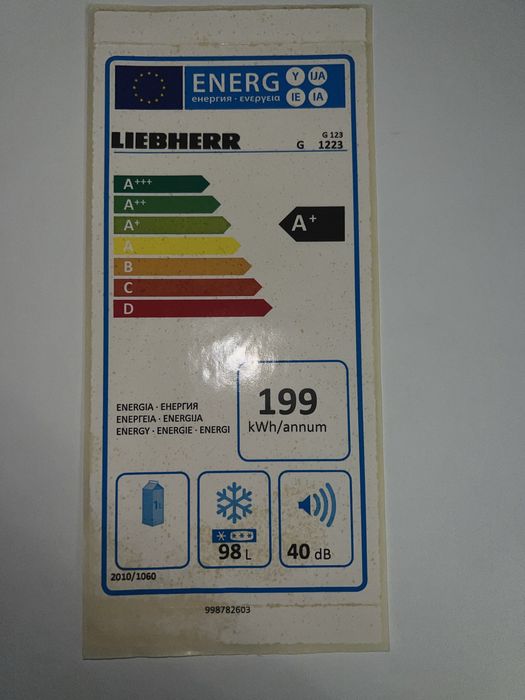 ENERG Y IJA
енергия · ενεργεια IE IA
LIEBHERR
G 123
G 1223
A+++
A++
A+
A
B
C
D
A+
ENERGIA · ЕНЕРГИЯ
ΕΝΕΡΓΕΙΑ · ENERGIJA
ENERGY · ENERGIE · ENERGI
199
kWh/annum
1L
98 L
40 dB
2010/1060
998782603